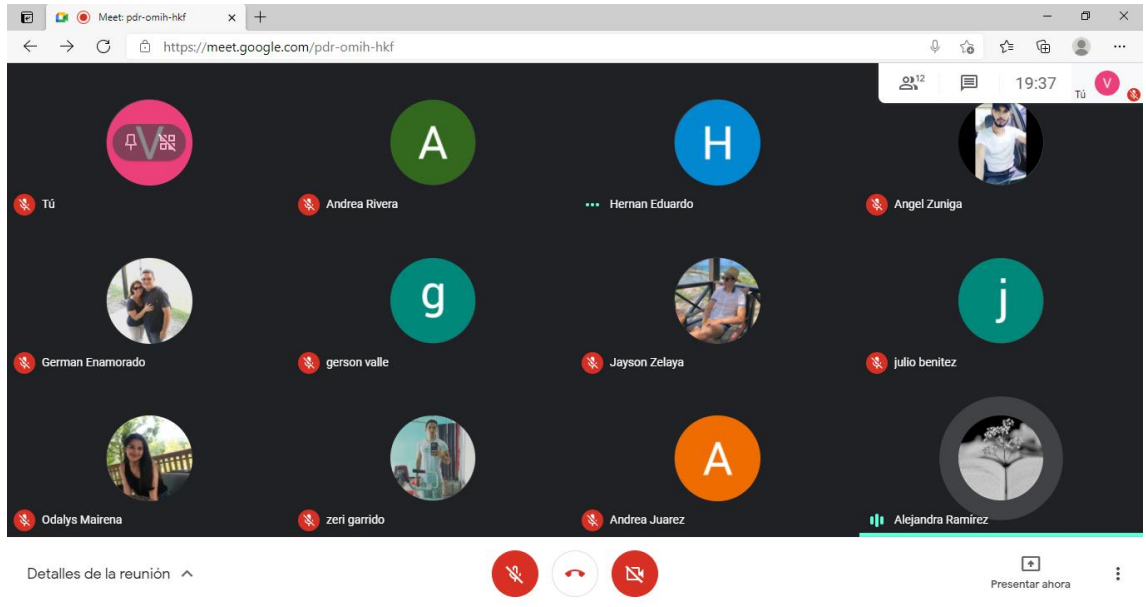 Meet: pdr-omih-hkf
https://meet.google.com/pdr-omih-hkf
12
19:37
Tú
V
V
A
H
Tú
Andrea Rivera
Hernan Eduardo
Angel Zuniga
g
j
German Enamorado
gerson valle
Jayson Zelaya
julio benitez
A
Odalys Mairena
zeri garrido
Andrea Juarez
Alejandra Ramírez
Detalles de la reunión
Presentar ahora